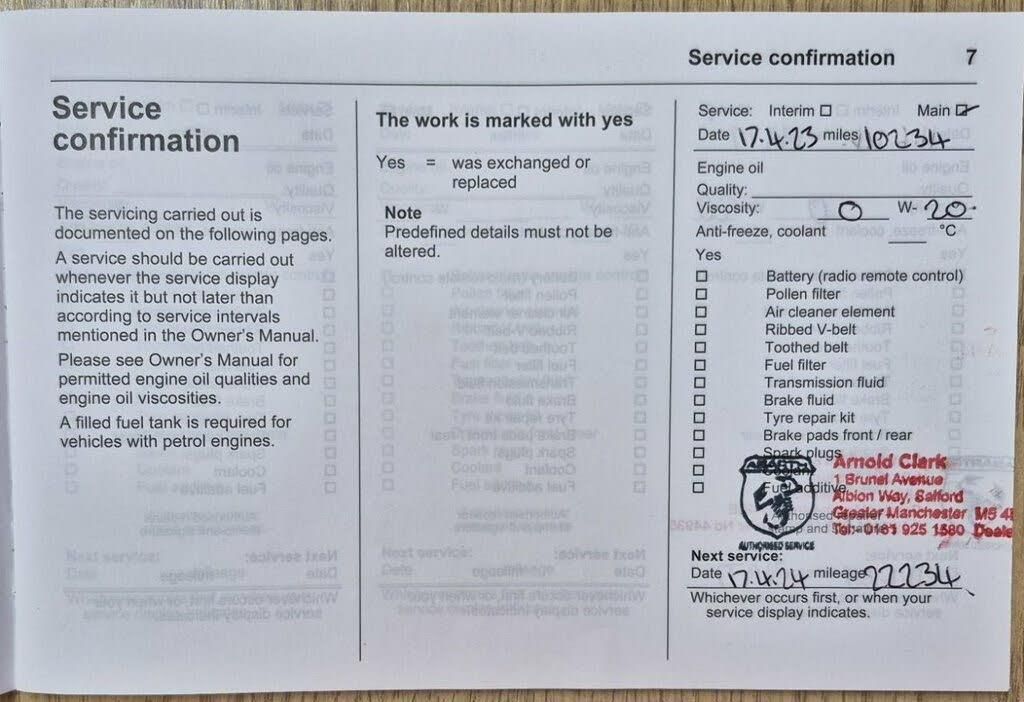 Service confirmation 7
Service
confirmation
The servicing carried out is
documented on the following pages.
A service should be carried out
whenever the service display
indicates it but not later than
according to service intervals
mentioned in the Owner's Manual.
Please see Owner's Manual for
permitted engine oil qualities and
engine oil viscosities.
A filled fuel tank is required for
vehicles with petrol engines.
The work is marked with yes
Yes = was exchanged or
replaced
Note
Predefined details must not be
altered.
Service: Interim ☐ Main ☑
Date 17.4.23 miles 10234
Engine oil
Quality:
Viscosity: 0 W- 20.
Anti-freeze, coolant °C
Yes
☐ Battery (radio remote control)
☐ Pollen filter
☐ Air cleaner element
☐ Ribbed V-belt
☐ Toothed belt
☐ Fuel filter
☐ Transmission fluid
☐ Brake fluid
☐ Tyre repair kit
☐ Brake pads front / rear
☐ Spark plugs
☐ Coolant
☐ Fuel additive
ABARTH
AUTHORISED SERVICE
Arnold Clark
1 Brunel Avenue
Albion Way, Salford
Greater Manchester M5 4
Tel:- 0161 925 1580 Deale
Next service:
Date 17.4.24 mileage 22234
Whichever occurs first, or when your
service display indicates.